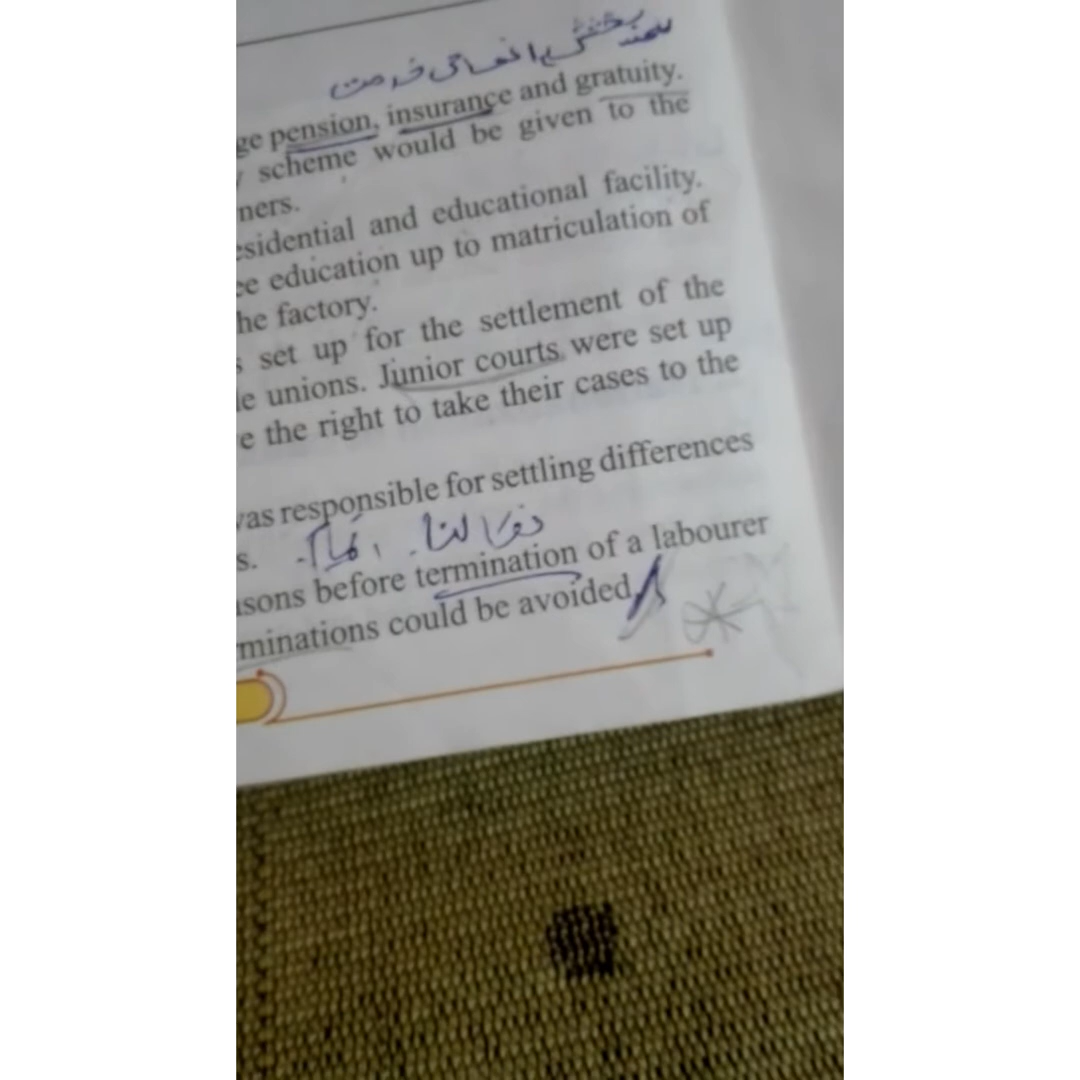 ge pension, insurance and gratuity.
scheme would be given to the
ners.
esidential and educational facility.
ee education up to matriculation of
he factory.
s set up for the settlement of the
le unions. Junior courts were set up
e the right to take their cases to the
vas responsible for settling differences
s.
asons before termination of a labourer
minations could be avoided